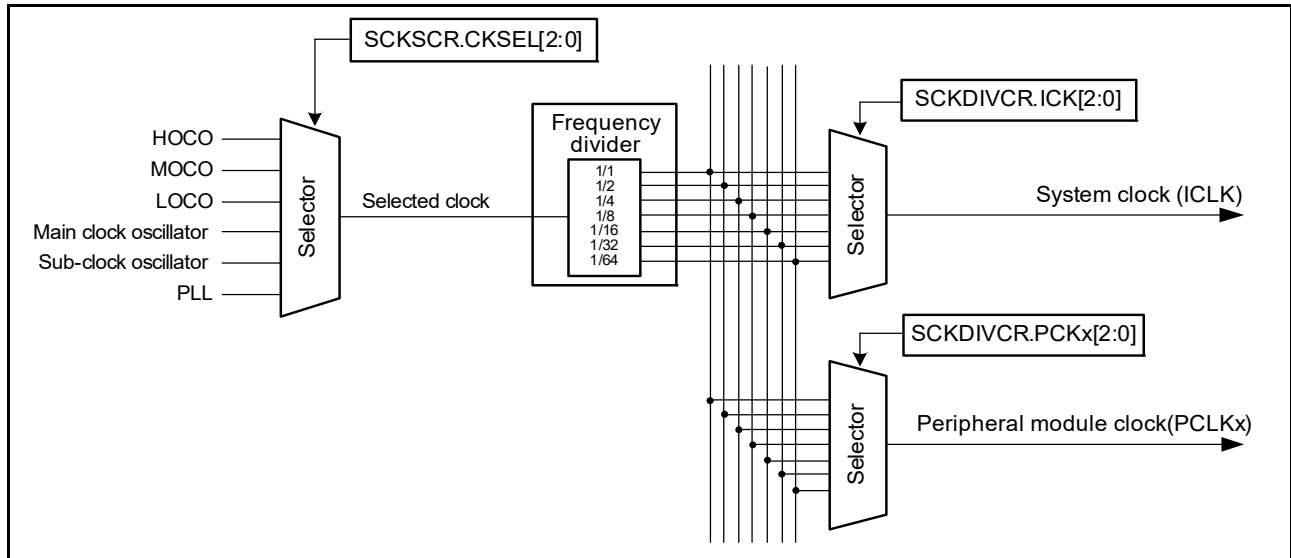 SCKSCR.CKSEL[2:0]
HOCO
MOCO
LOCO
Main clock oscillator
Sub-clock oscillator
PLL
Selector
Selected clock
Frequency
divider
1/1
1/2
1/4
1/8
1/16
1/32
1/64
SCKDIVCR.ICK[2:0]
Selector
System clock (ICLK)
SCKDIVCR.PCKx[2:0]
Selector
Peripheral module clock(PCLKx)